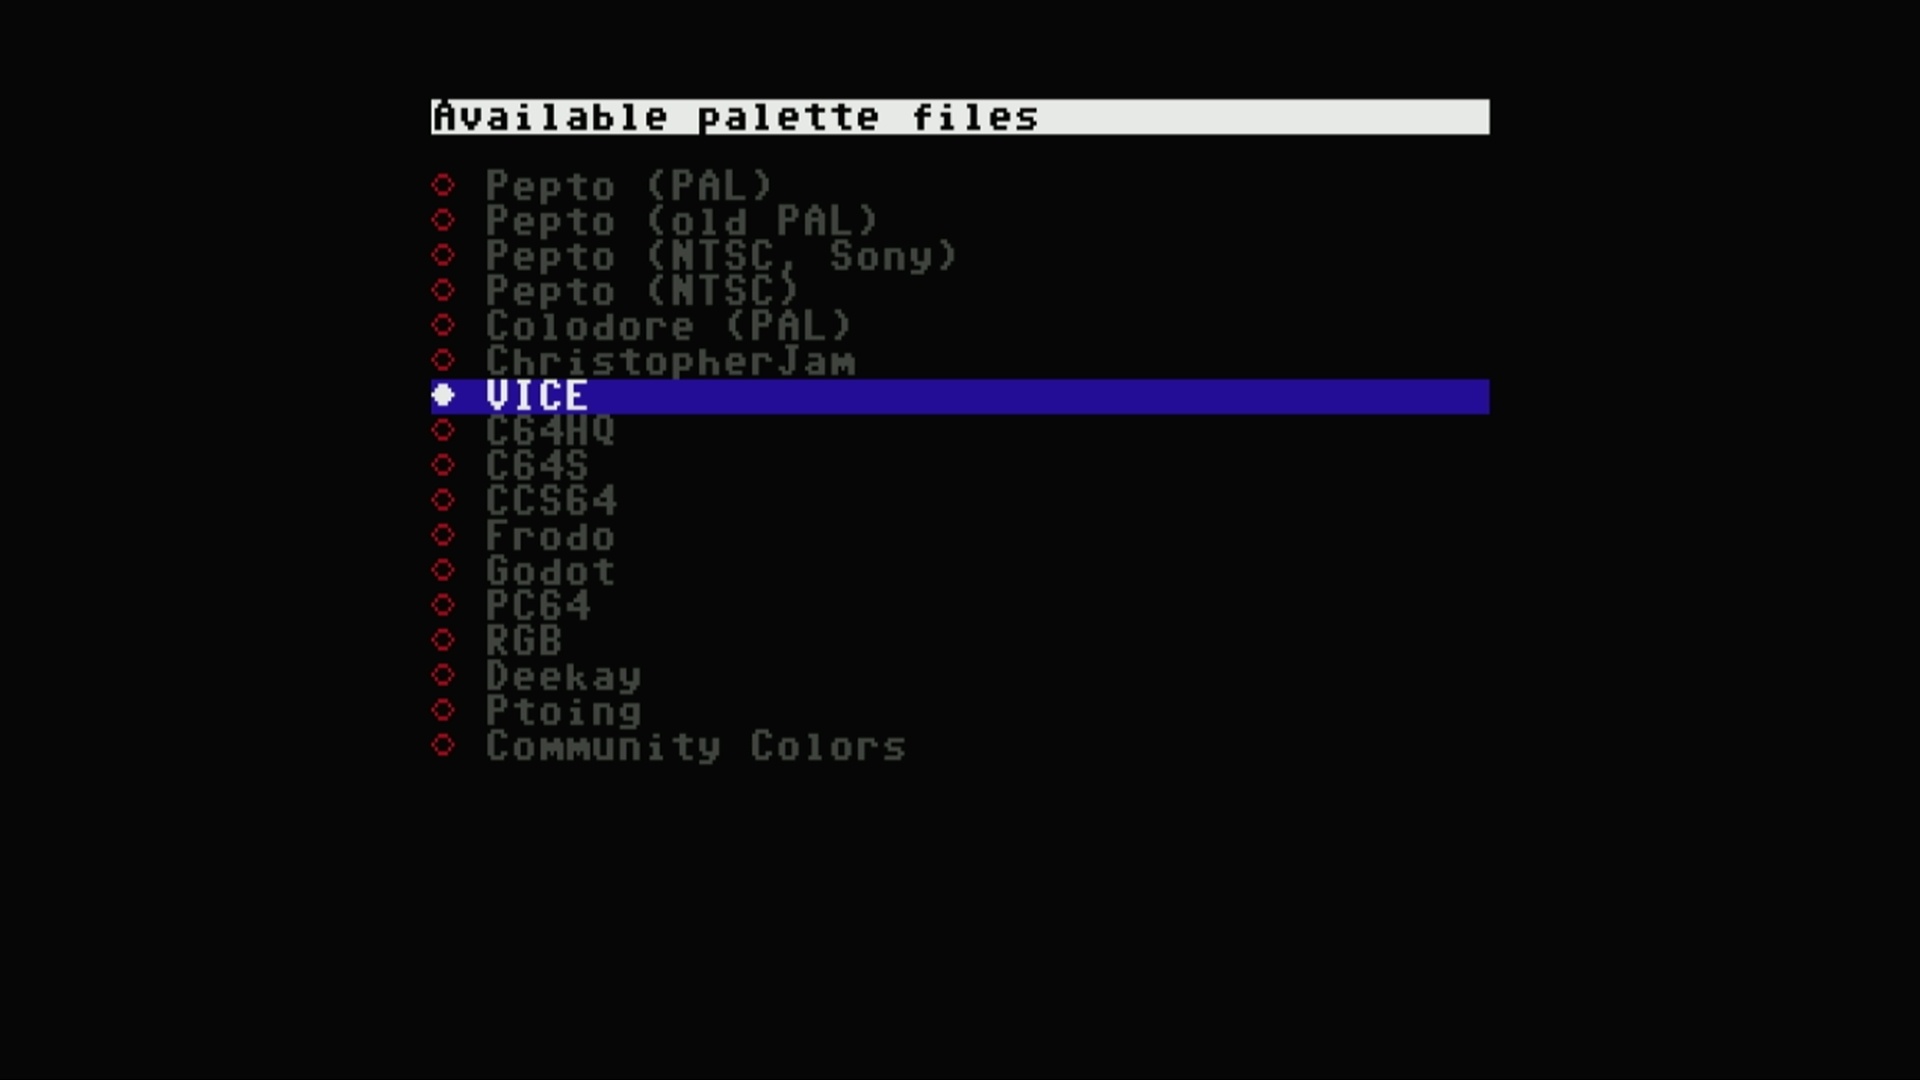 Available palette files
Pepto (PAL)
Pepto (old PAL)
Pepto (NTSC, Sony)
Pepto (NTSC)
Colodore (PAL)
ChristopherJam
VICE
C64HQ
C64S
CCS64
Frodo
Godot
PC64
RGB
Deekay
Ptoing
Community Colors